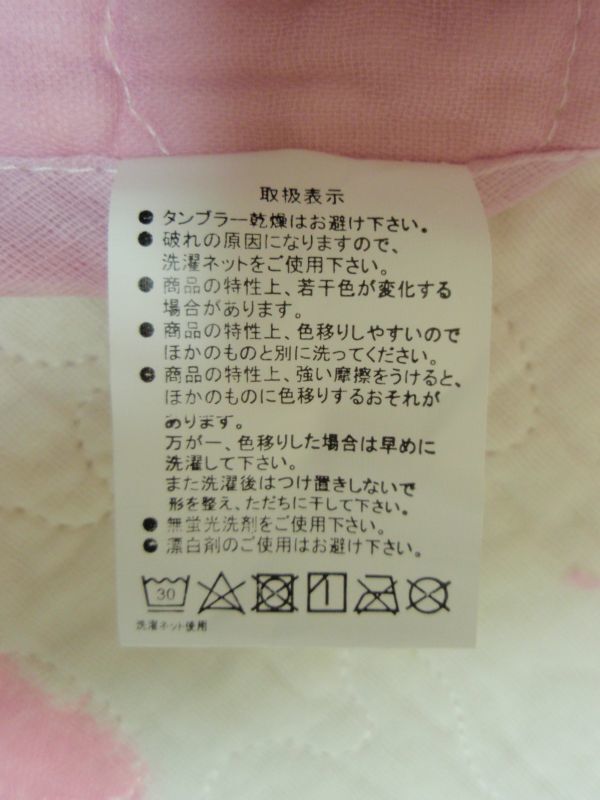 取扱表示
● タンブラー乾燥はお避け下さい。
● 破れの原因になりますので、
洗濯ネットをご使用下さい。
● 商品の特性上、若干色が変化する
場合があります。
● 商品の特性上、色移りしやすいので
ほかのものと別に洗ってください。
● 商品の特性上、強い摩擦をうけると、
ほかのものに色移りするおそれが
あります。
万が一、色移りした場合は早めに
洗濯して下さい。
また洗濯後はつけ置きしないで
形を整え、ただちに干して下さい。
● 無蛍光洗剤をご使用下さい。
● 漂白剤のご使用はお避け下さい。
30
洗濯ネット使用